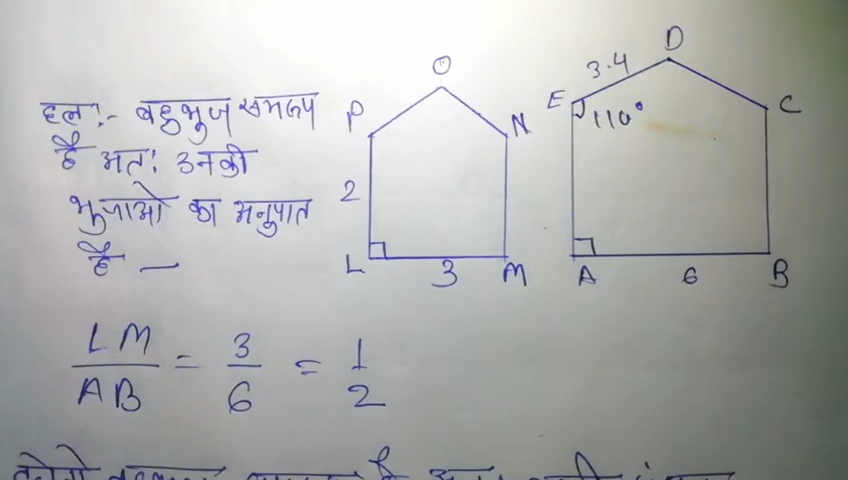 हल:- बहुभुज समरूप
है अत: उनकी
भुजाओ का अनुपात
है —
O
P
N
2
L
3
M
D
3.4
E
C
110°
A
6
B
LM/AB = 3/6 = 1/2